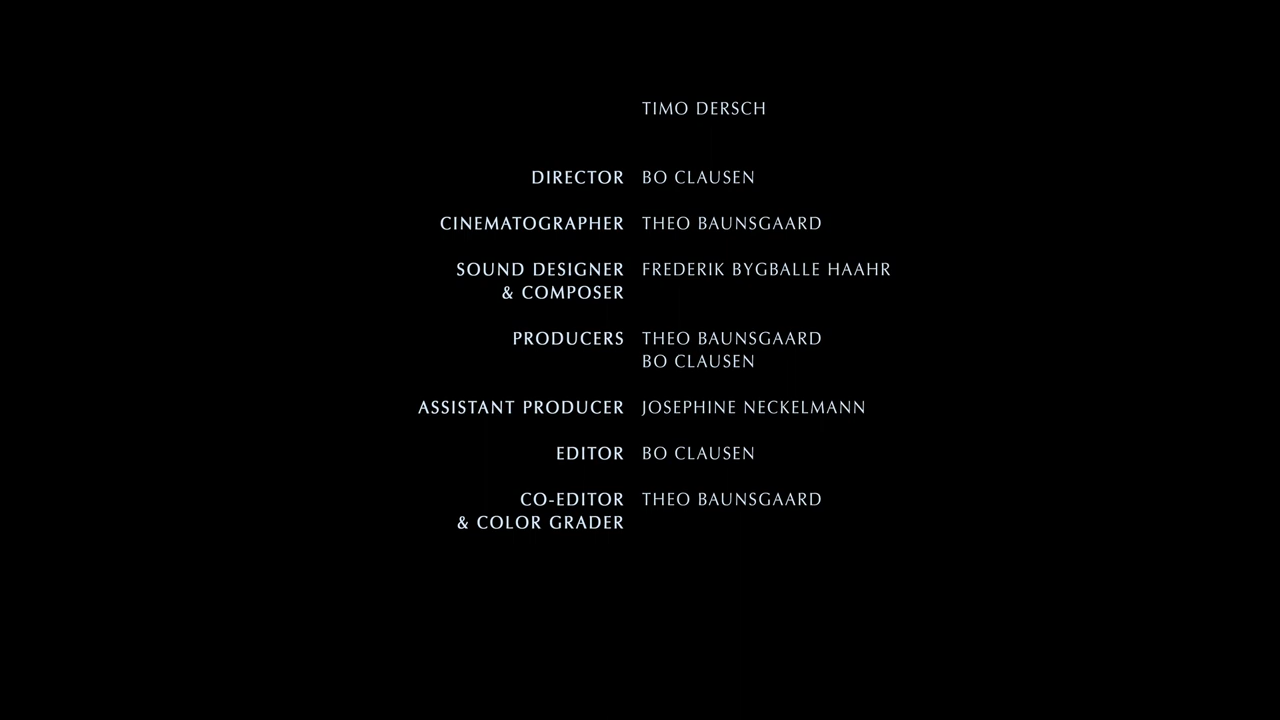 TIMO DERSCH
DIRECTOR BO CLAUSEN
CINEMATOGRAPHER THEO BAUNSGAARD
SOUND DESIGNER FREDERIK BYGBALLE HAAHR
& COMPOSER
PRODUCERS THEO BAUNSGAARD
BO CLAUSEN
ASSISTANT PRODUCER JOSEPHINE NECKELMANN
EDITOR BO CLAUSEN
CO-EDITOR THEO BAUNSGAARD
& COLOR GRADER